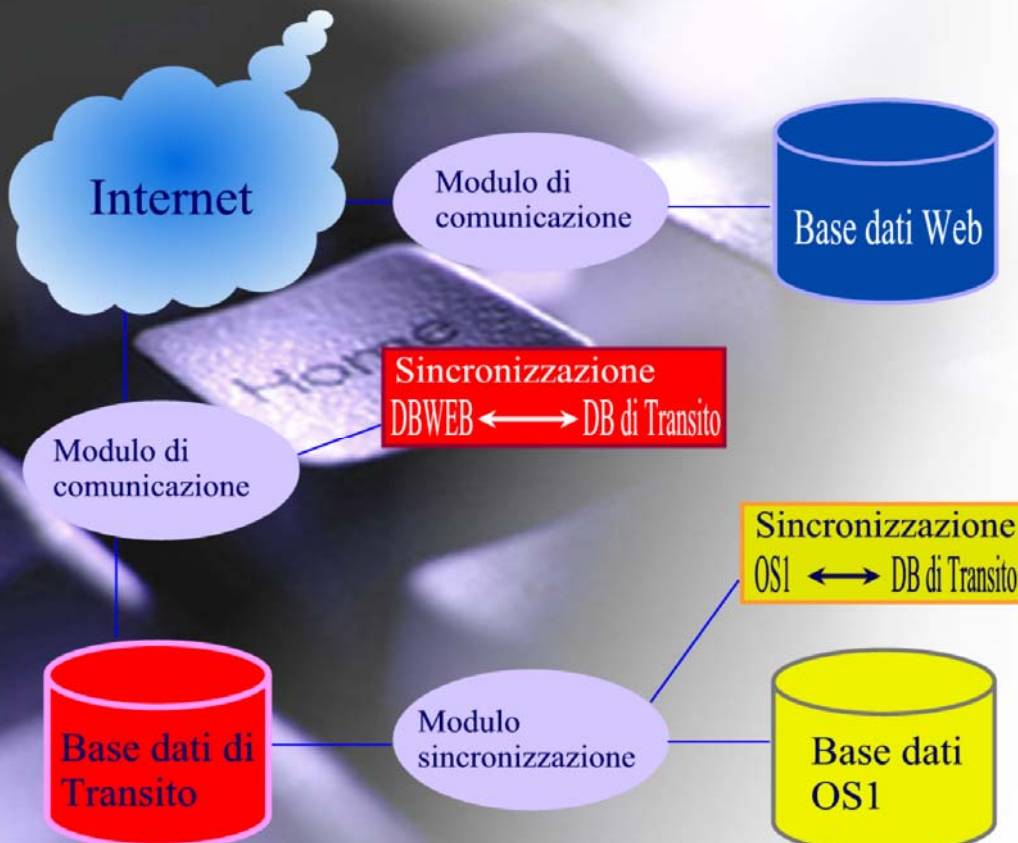 Internet
Modulo di
comunicazione
Base dati Web
Home
Sincronizzazione
DBWEB DB di Transito
Modulo di
comunicazione
Sincronizzazione
OS1 DB di Transito
Base dati di
Transito
Modulo
sincronizzazione
Base dati
OS1